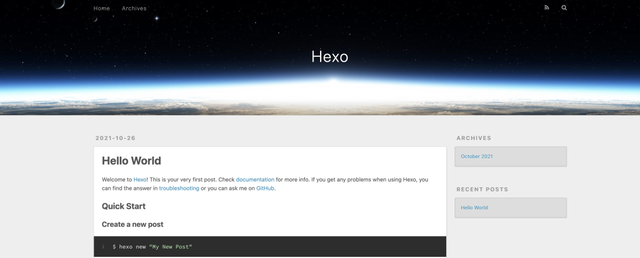 Home Archives
Hexo
2021-10-26
Hello World
Welcome to Hexo! This is your very first post. Check documentation for more info. If you get any problems when using Hexo, you
can find the answer in troubleshooting or you can ask me on GitHub.
Quick Start
Create a new post
1 $ hexo new "My New Post"
ARCHIVES
October 2021
RECENT POSTS
Hello World